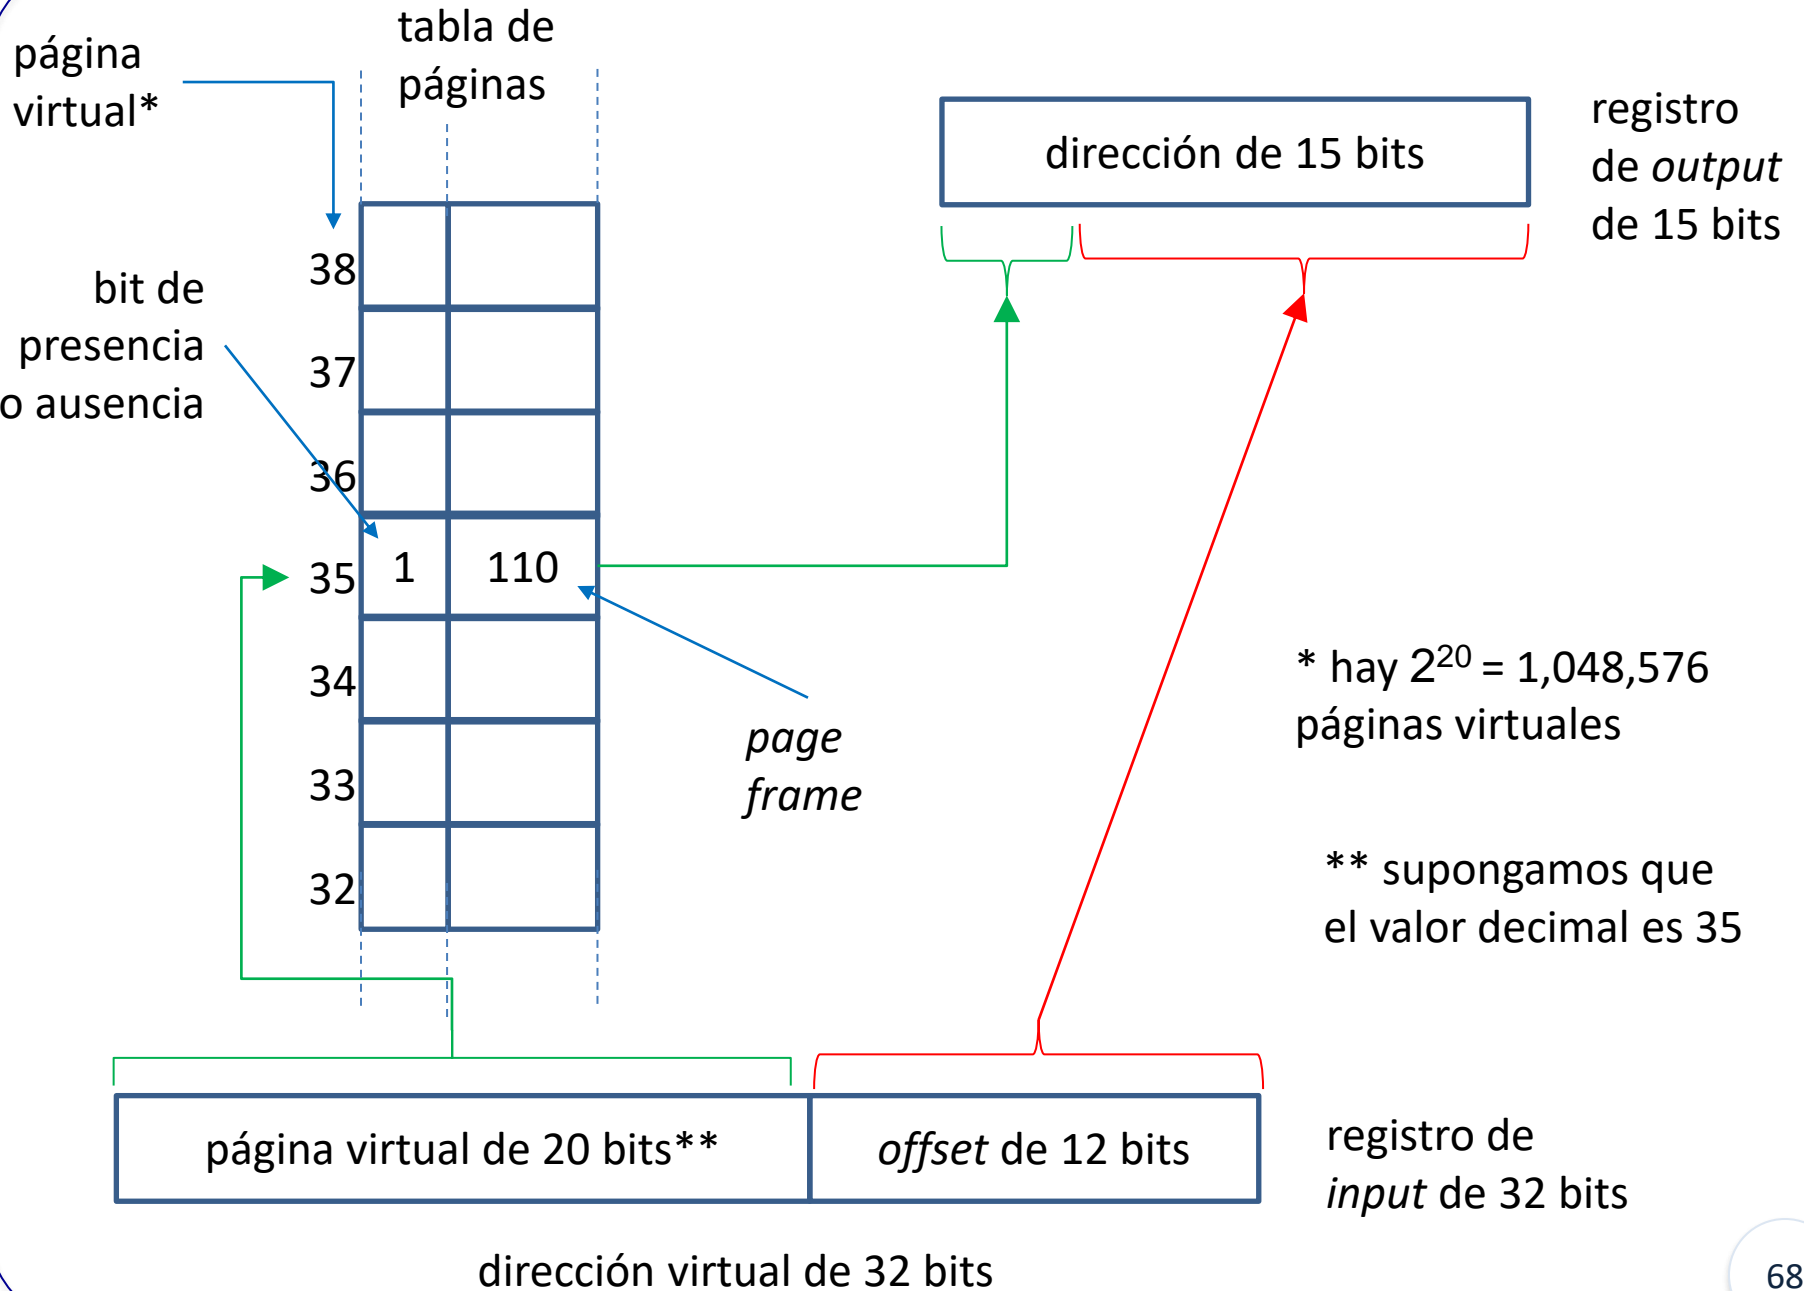 tabla de
páginas
página
virtual*
dirección de 15 bits
registro
de output
de 15 bits
38
bit de
presencia
o ausencia
37
36
35
1
110
34
page
frame
33
32
* hay 2²⁰ = 1,048,576
páginas virtuales
** supongamos que
el valor decimal es 35
página virtual de 20 bits**
offset de 12 bits
registro de
input de 32 bits
dirección virtual de 32 bits
68